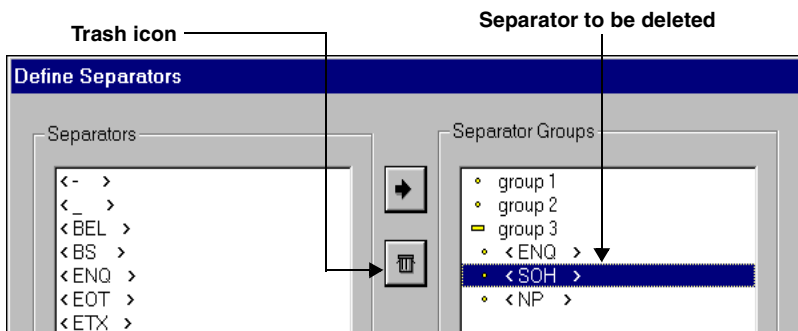 Separator to be deleted
Trash icon
Define Separators
Separators
Separator Groups
<- >
<_ >
<BEL >
<BS >
<ENQ >
<EOT >
<ETX >
group 1
group 2
group 3
<ENQ >
<SOH >
<NP >